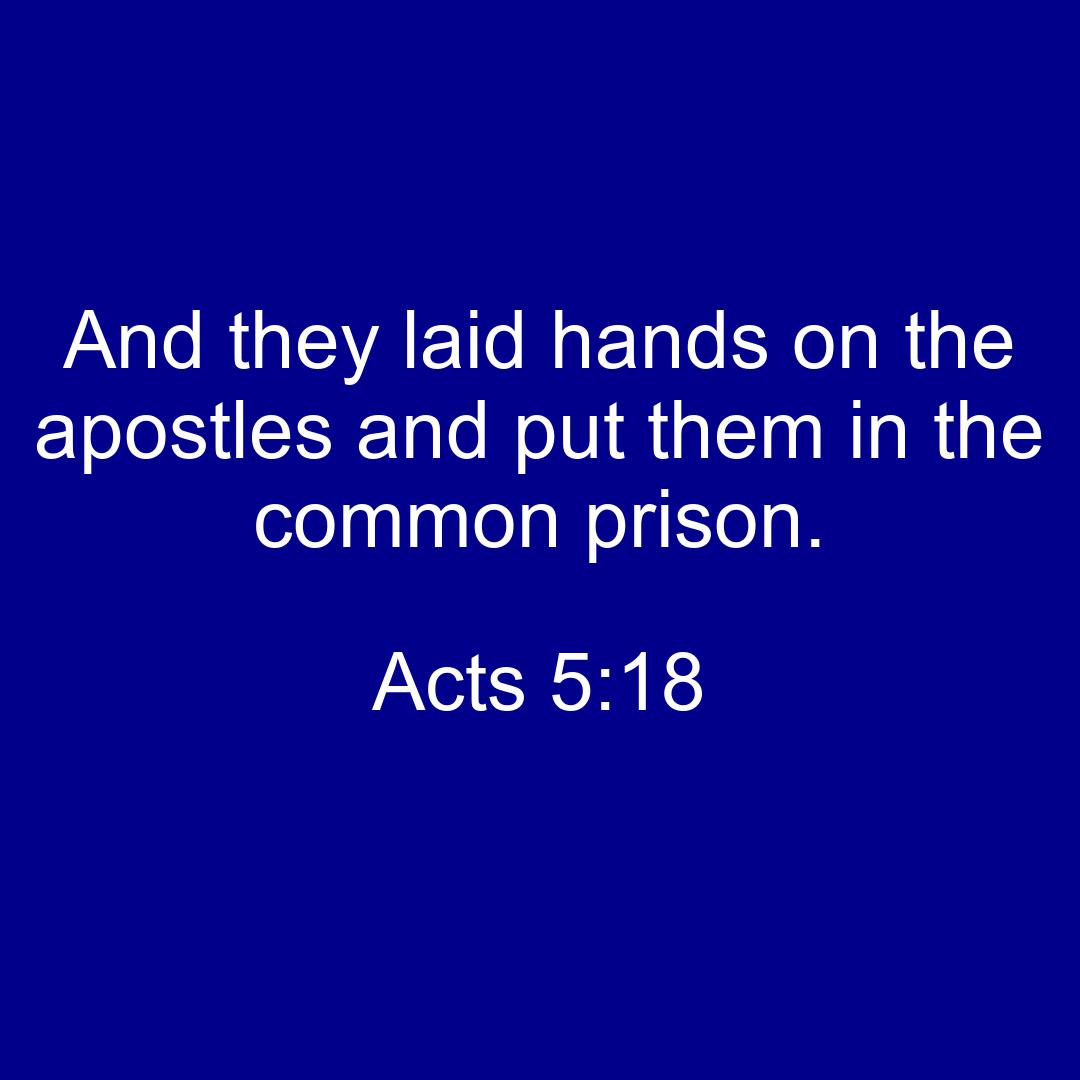 And they laid hands on the
apostles and put them in the
common prison.
Acts 5:18